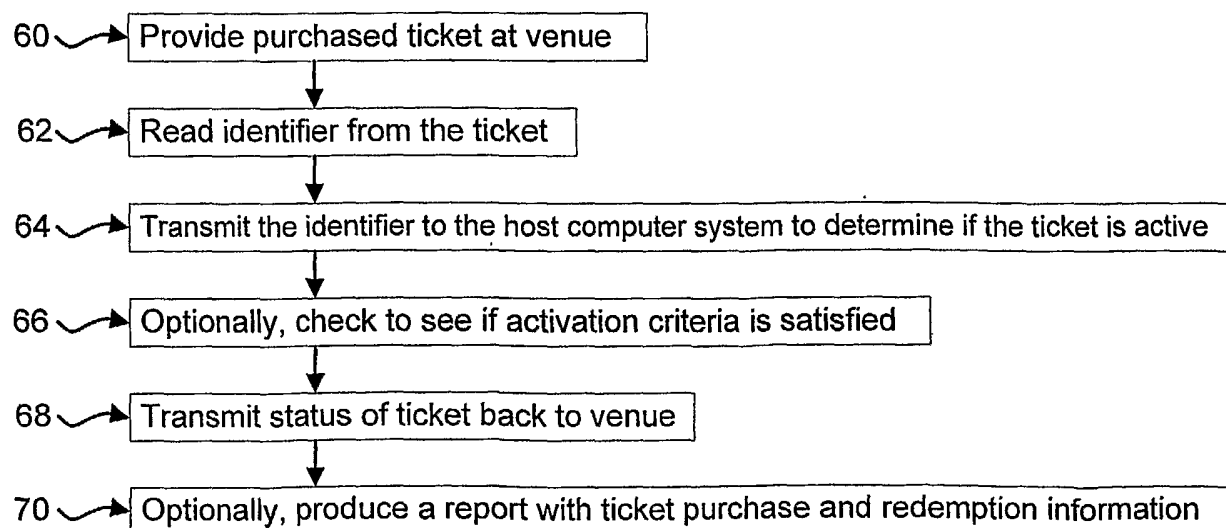 60 Provide purchased ticket at venue
62 Read identifier from the ticket
64 Transmit the identifier to the host computer system to determine if the ticket is active
66 Optionally, check to see if activation criteria is satisfied
68 Transmit status of ticket back to venue
70 Optionally, produce a report with ticket purchase and redemption information